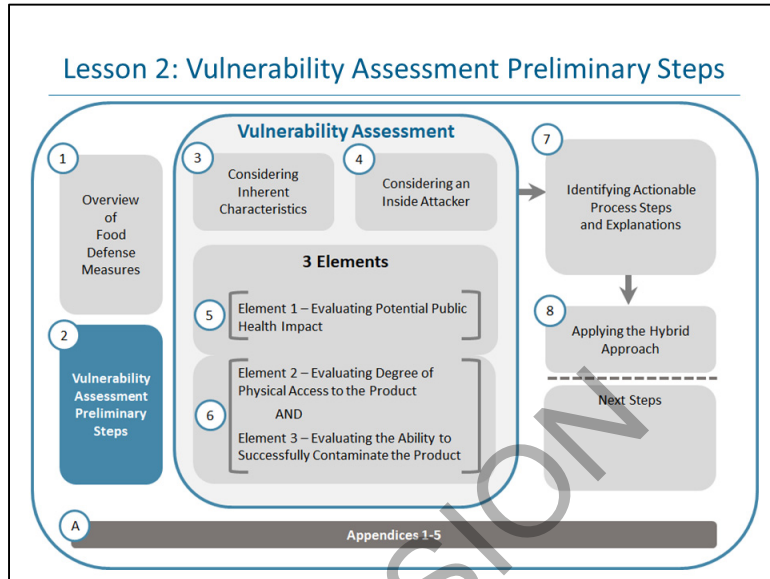 Lesson 2: Vulnerability Assessment Preliminary Steps
Vulnerability Assessment
1
Overview
of
Food
Defense
Measures
2
Vulnerability
Assessment
Preliminary
Steps
3
Considering
Inherent
Characteristics
4
Considering an
Inside Attacker
3 Elements
5
Element 1 – Evaluating Potential Public
Health Impact
6
Element 2 – Evaluating Degree of
Physical Access to the Product
AND
Element 3 – Evaluating the Ability to
Successfully Contaminate the Product
7
Identifying Actionable
Process Steps
and Explanations
8
Applying the Hybrid
Approach
Next Steps
A
Appendices 1-5
SION